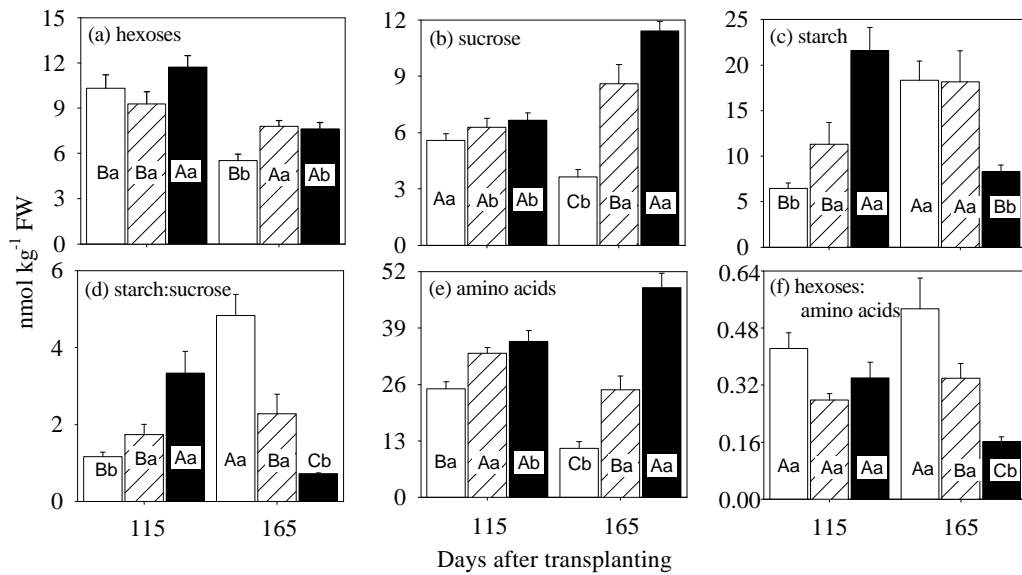 15
12
9
6
3
0
(a) hexoses
Ba
Ba
Aa
Bb
Aa
Ab
12
9
6
3
0
(b) sucrose
Aa
Ab
Ab
Cb
Ba
Aa
25
20
15
10
5
0
(c) starch
Bb
Ba
Aa
Aa
Aa
Bb
nmol kg-1 FW
6
4
2
0
(d) starch:sucrose
Bb
Ba
Aa
Aa
Ba
Cb
115
165
52
39
26
13
0
(e) amino acids
Ba
Aa
Ab
Cb
Ba
Aa
115
165
0.64
0.48
0.32
0.16
0.00
(f) hexoses:
amino acids
Aa
Aa
Aa
Aa
Ba
Cb
115
165
Days after transplanting